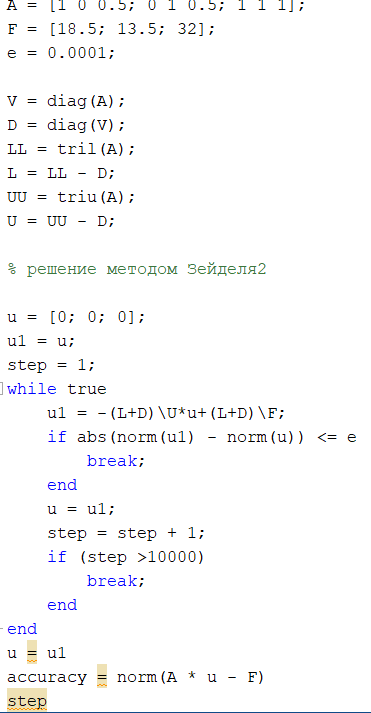 A = [1 0 0.5; 0 1 0.5; 1 1 1];
F = [18.5; 13.5; 32];
e = 0.0001;
V = diag(A);
D = diag(V);
LL = tril(A);
L = LL - D;
UU = triu(A);
U = UU - D;
% решение методом Зейделя2
u = [0; 0; 0];
u1 = u;
step = 1;
while true
u1 = -(L+D)\U*u+(L+D)\F;
if abs(norm(u1) - norm(u)) <= e
break;
end
u = u1;
step = step + 1;
if (step >10000)
break;
end
end
u = u1
accuracy = norm(A * u - F)
step